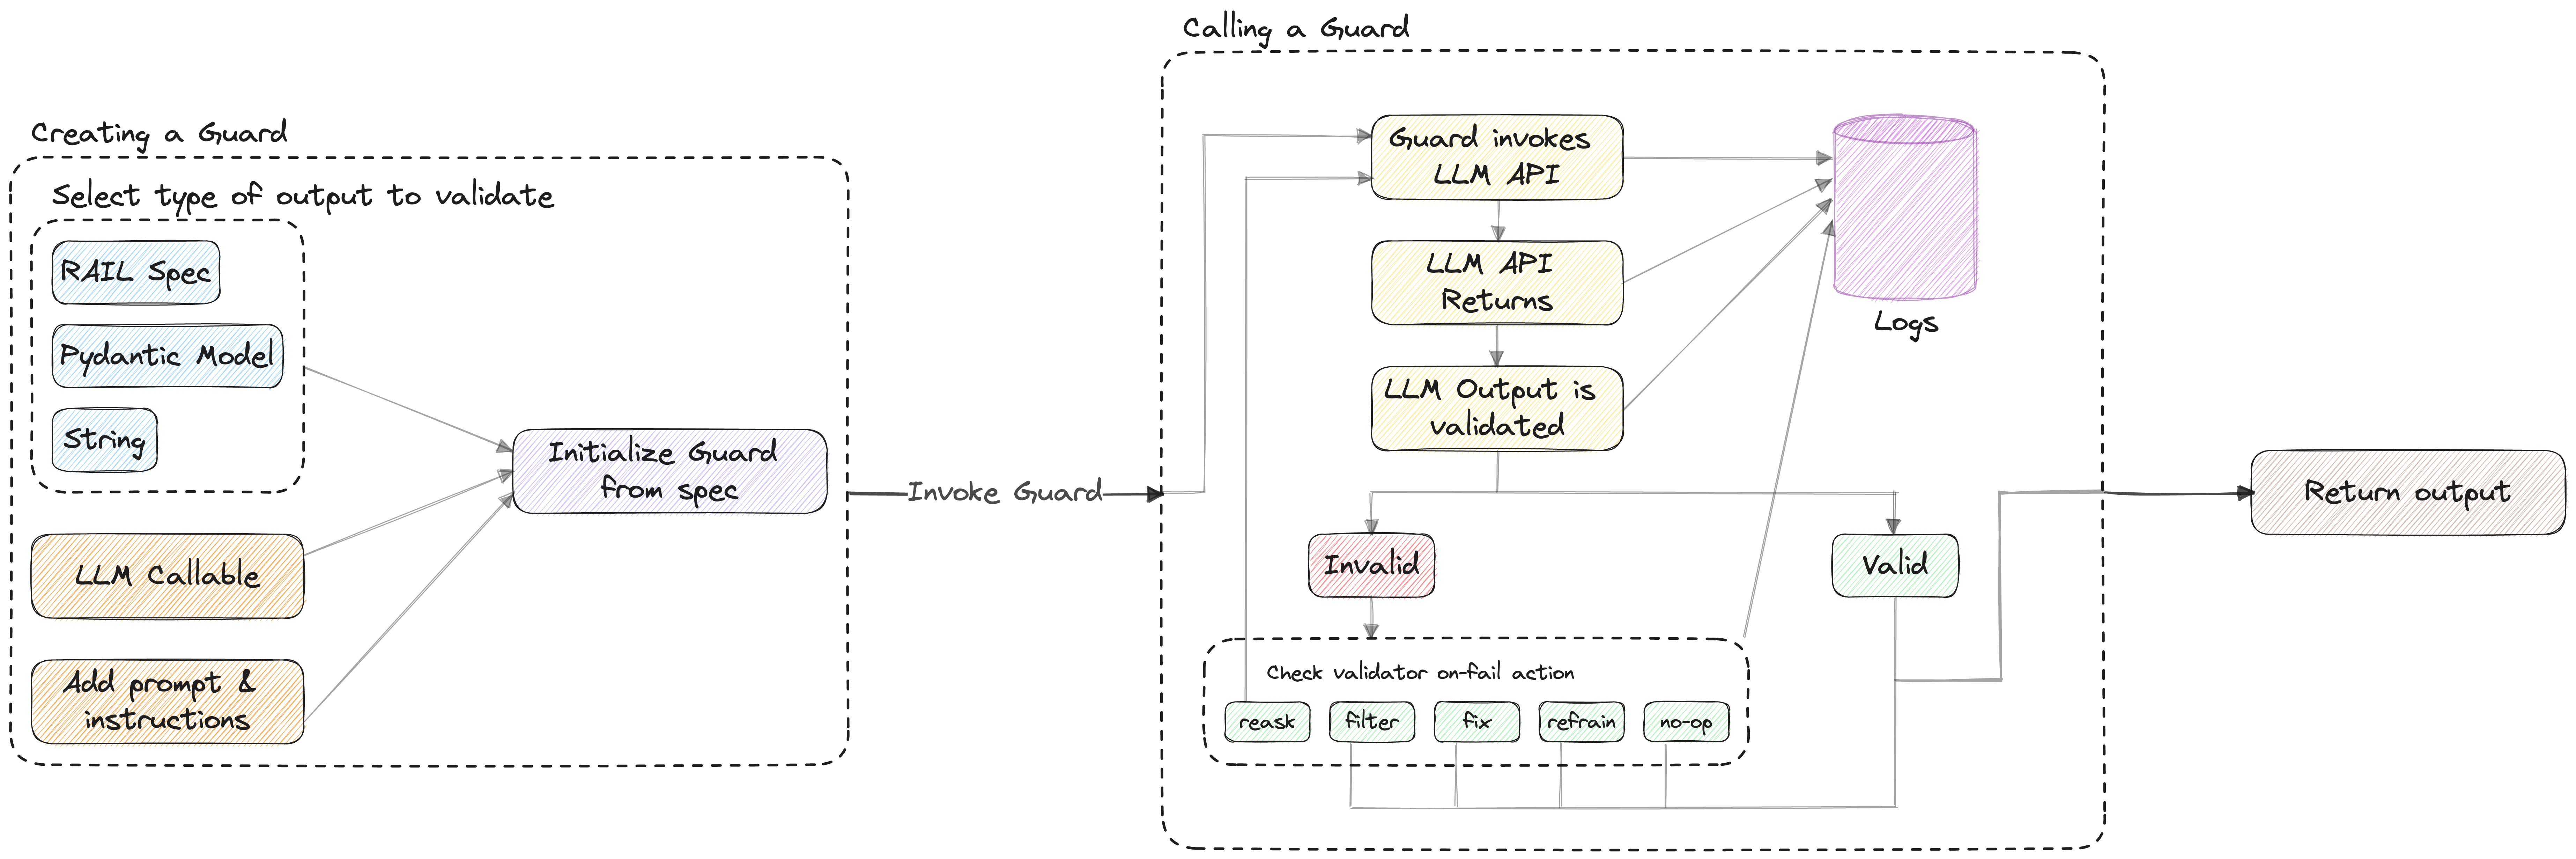 Creating a Guard
Select type of output to validate
RAIL Spec
Pydantic Model
String
LLM Callable
Add prompt &
instructions
Initialize Guard
from spec
Invoke Guard
Calling a Guard
Guard invokes
LLM API
LLM API
Returns
LLM Output is
validated
Logs
Invalid
Valid
Check validator on-fail action
reask
filter
fix
refrain
no-op
Return output